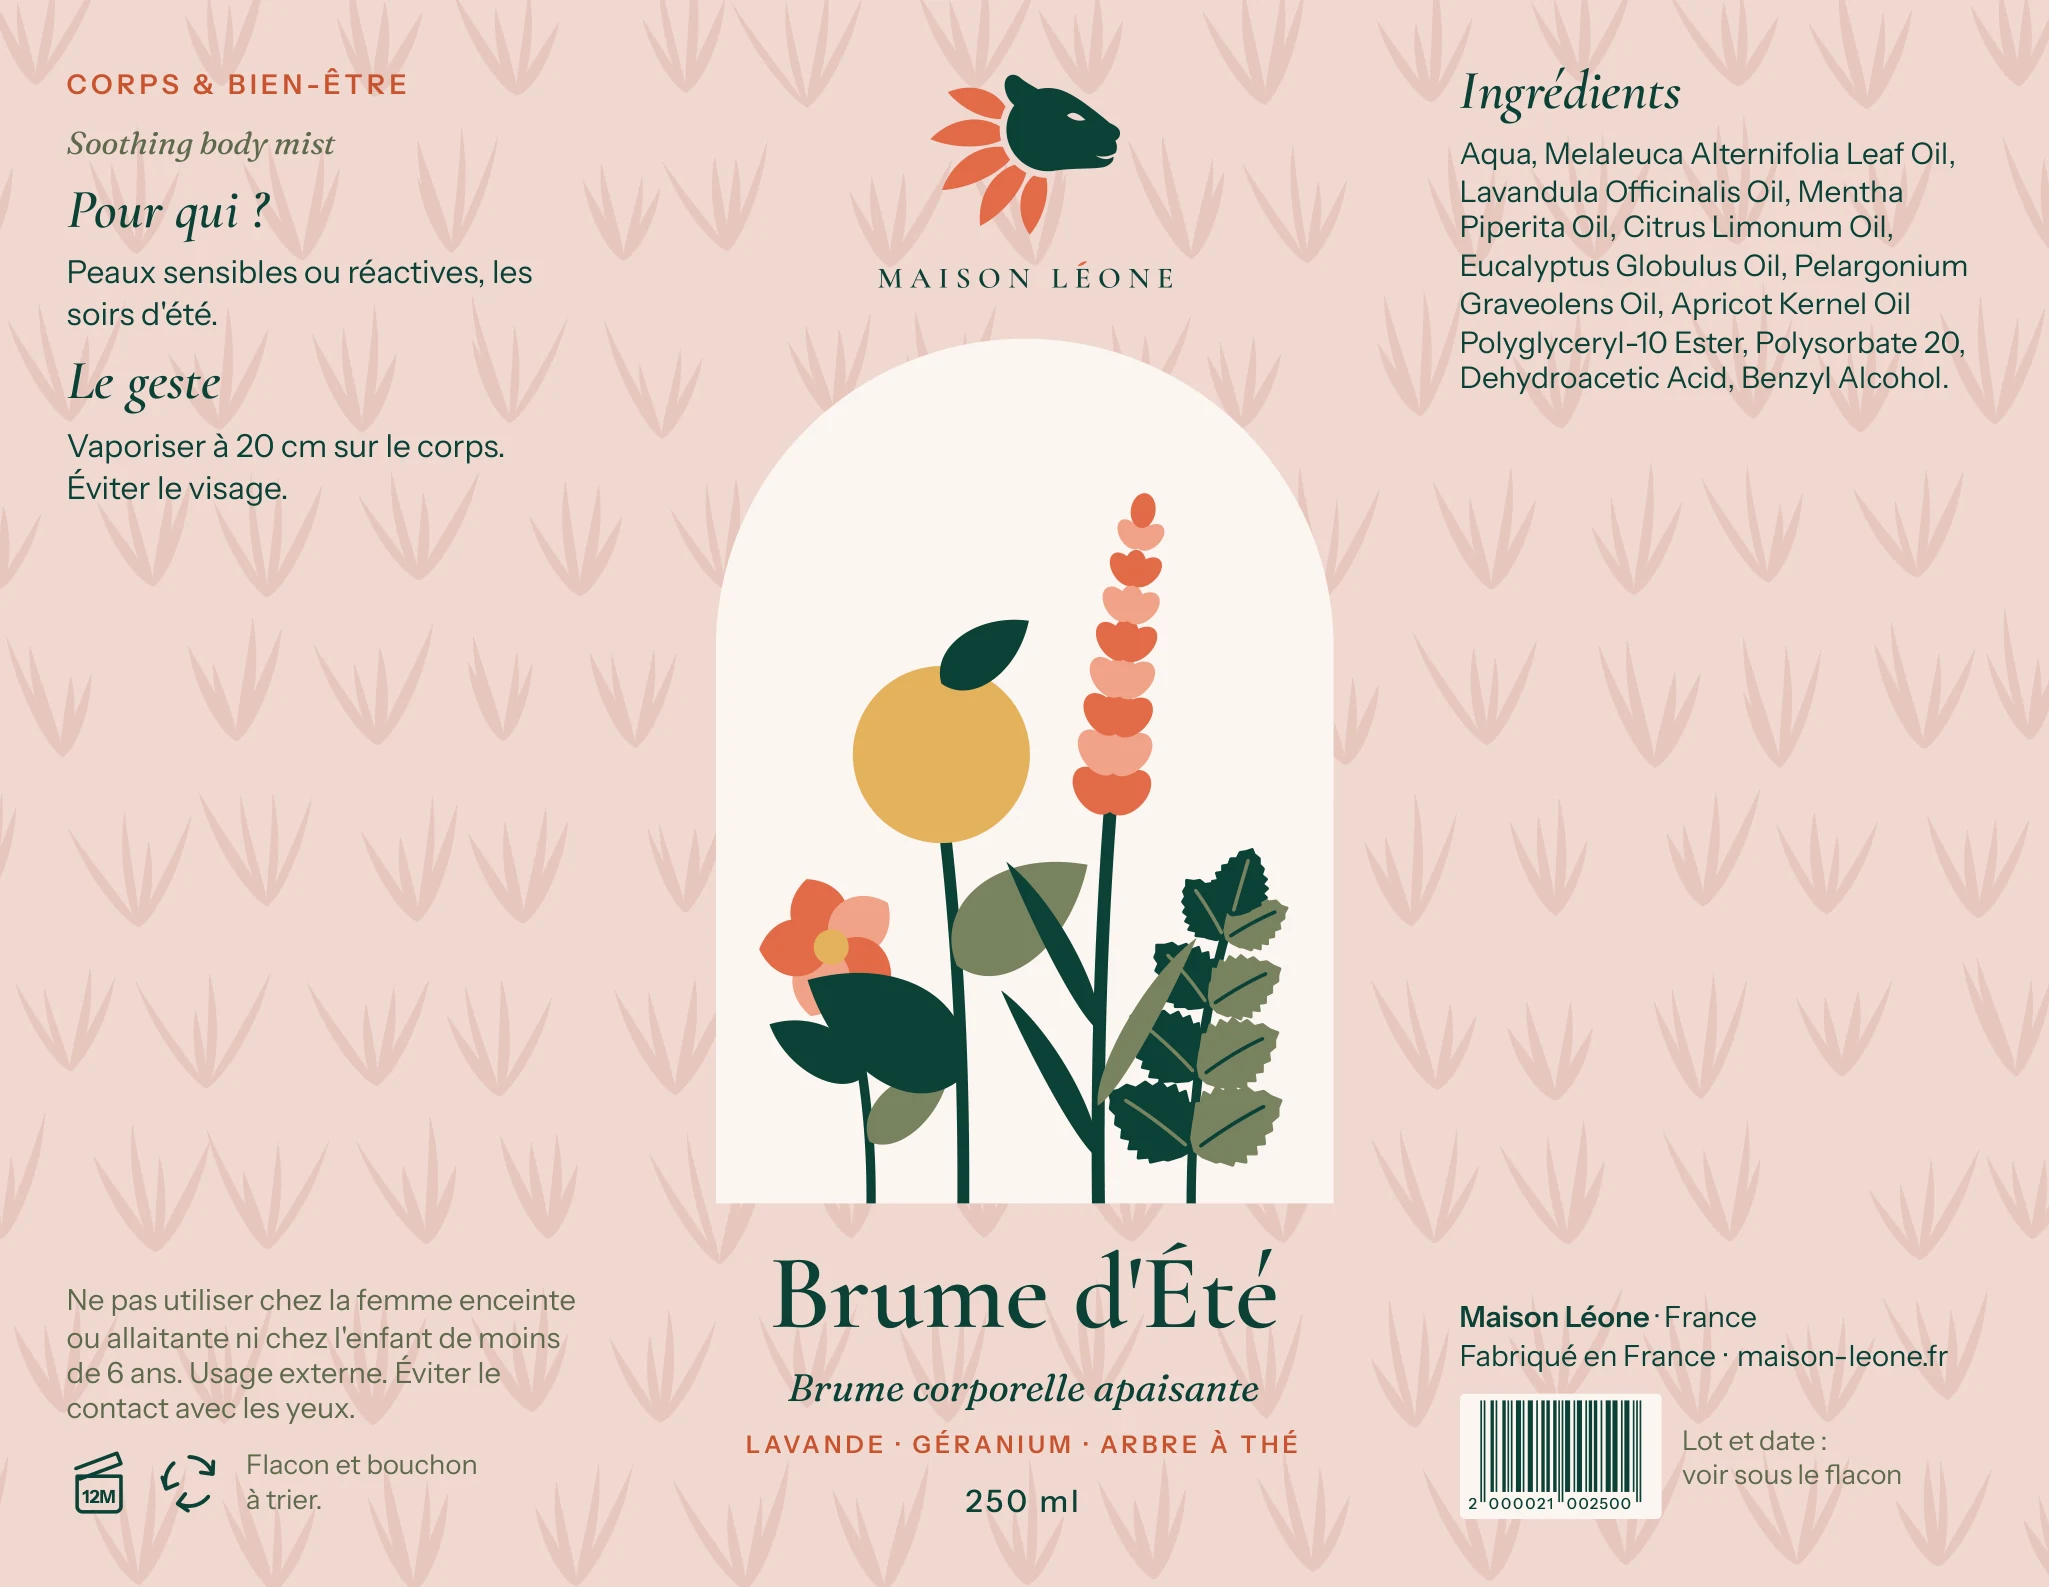 CORPS & BIEN-ÊTRE
Soothing body mist
Pour qui ?
Peaux sensibles ou réactives, les
soirs d'été.
Le geste
Vaporiser à 20 cm sur le corps.
Éviter le visage.
Ne pas utiliser chez la femme enceinte
ou allaitante ni chez l'enfant de moins
de 6 ans. Usage externe. Éviter le
contact avec les yeux.
12M
Flacon et bouchon
à trier.
MAISON LÉONE
Brume d'Été
Brume corporelle apaisante
LAVANDE · GÉRANIUM · ARBRE À THÉ
250 ml
Ingrédients
Aqua, Melaleuca Alternifolia Leaf Oil,
Lavandula Officinalis Oil, Mentha
Piperita Oil, Citrus Limonum Oil,
Eucalyptus Globulus Oil, Pelargonium
Graveolens Oil, Apricot Kernel Oil
Polyglyceryl-10 Ester, Polysorbate 20,
Dehydroacetic Acid, Benzyl Alcohol.
Maison Léone · France
Fabriqué en France · maison-leone.fr
2 000021 002500
Lot et date :
voir sous le flacon